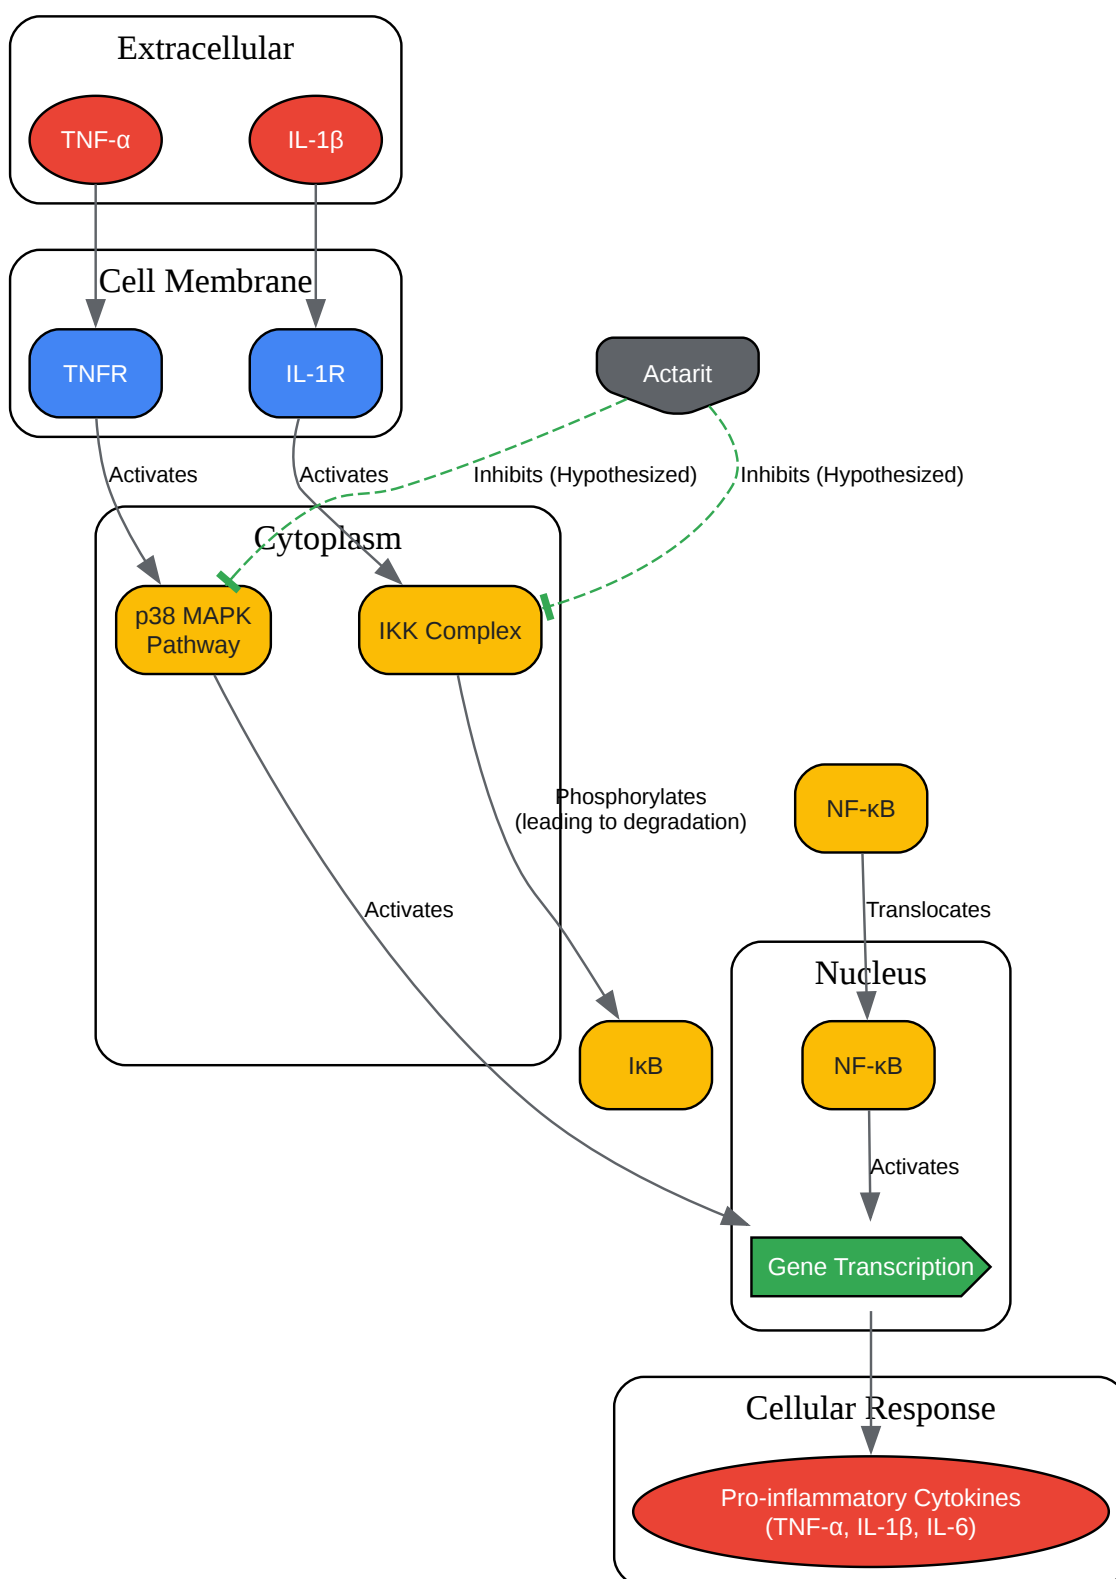 Extracellular
TNF-α
IL-1β
Cell Membrane
TNFR
IL-1R
Actarit
Activates
Activates
Inhibits (Hypothesized)
Inhibits (Hypothesized)
Cytoplasm
p38 MAPK
Pathway
IKK Complex
Phosphorylates
(leading to degradation)
NF-κB
Activates
Translocates
Nucleus
IκB
NF-κB
Activates
Gene Transcription
Cellular Response
Pro-inflammatory Cytokines
(TNF-α, IL-1β, IL-6)